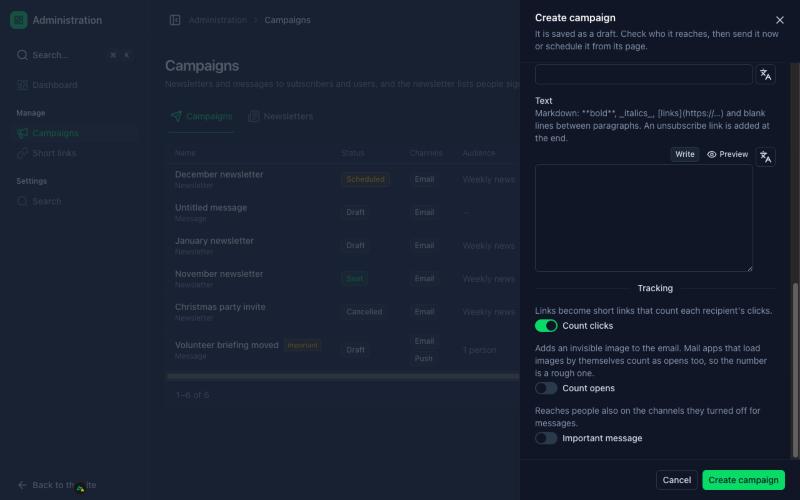 Administration
Search...
⌘ K
Dashboard
Manage
Campaigns
Short links
Settings
Search
Back to the site
Administration > Campaigns
Campaigns
Newsletters and messages to subscribers and users, and the newsletter lists people
Campaigns
Newsletters
Name Status Channels Audience
December newsletter
Newsletter
Scheduled Email Weekly news
Untitled message
Message
Draft Email –
January newsletter
Newsletter
Draft Email Weekly news
November newsletter
Newsletter
Sent Email Weekly news
Christmas party invite
Newsletter
Cancelled Email Weekly news
Volunteer briefing moved Important
Message
Draft Email Push 1 person
1–6 of 6
Create campaign
It is saved as a draft. Check who it reaches, then send it now
or schedule it from its page.
Text
Markdown: **bold**, _italics_, [links](https://...) and blank
lines between paragraphs. An unsubscribe link is added at
the end.
Write Preview
Tracking
Links become short links that count each recipient's clicks.
Count clicks
Adds an invisible image to the email. Mail apps that load
images by themselves count as opens too, so the number
is a rough one.
Count opens
Reaches people also on the channels they turned off for
messages.
Important message
Cancel Create campaign